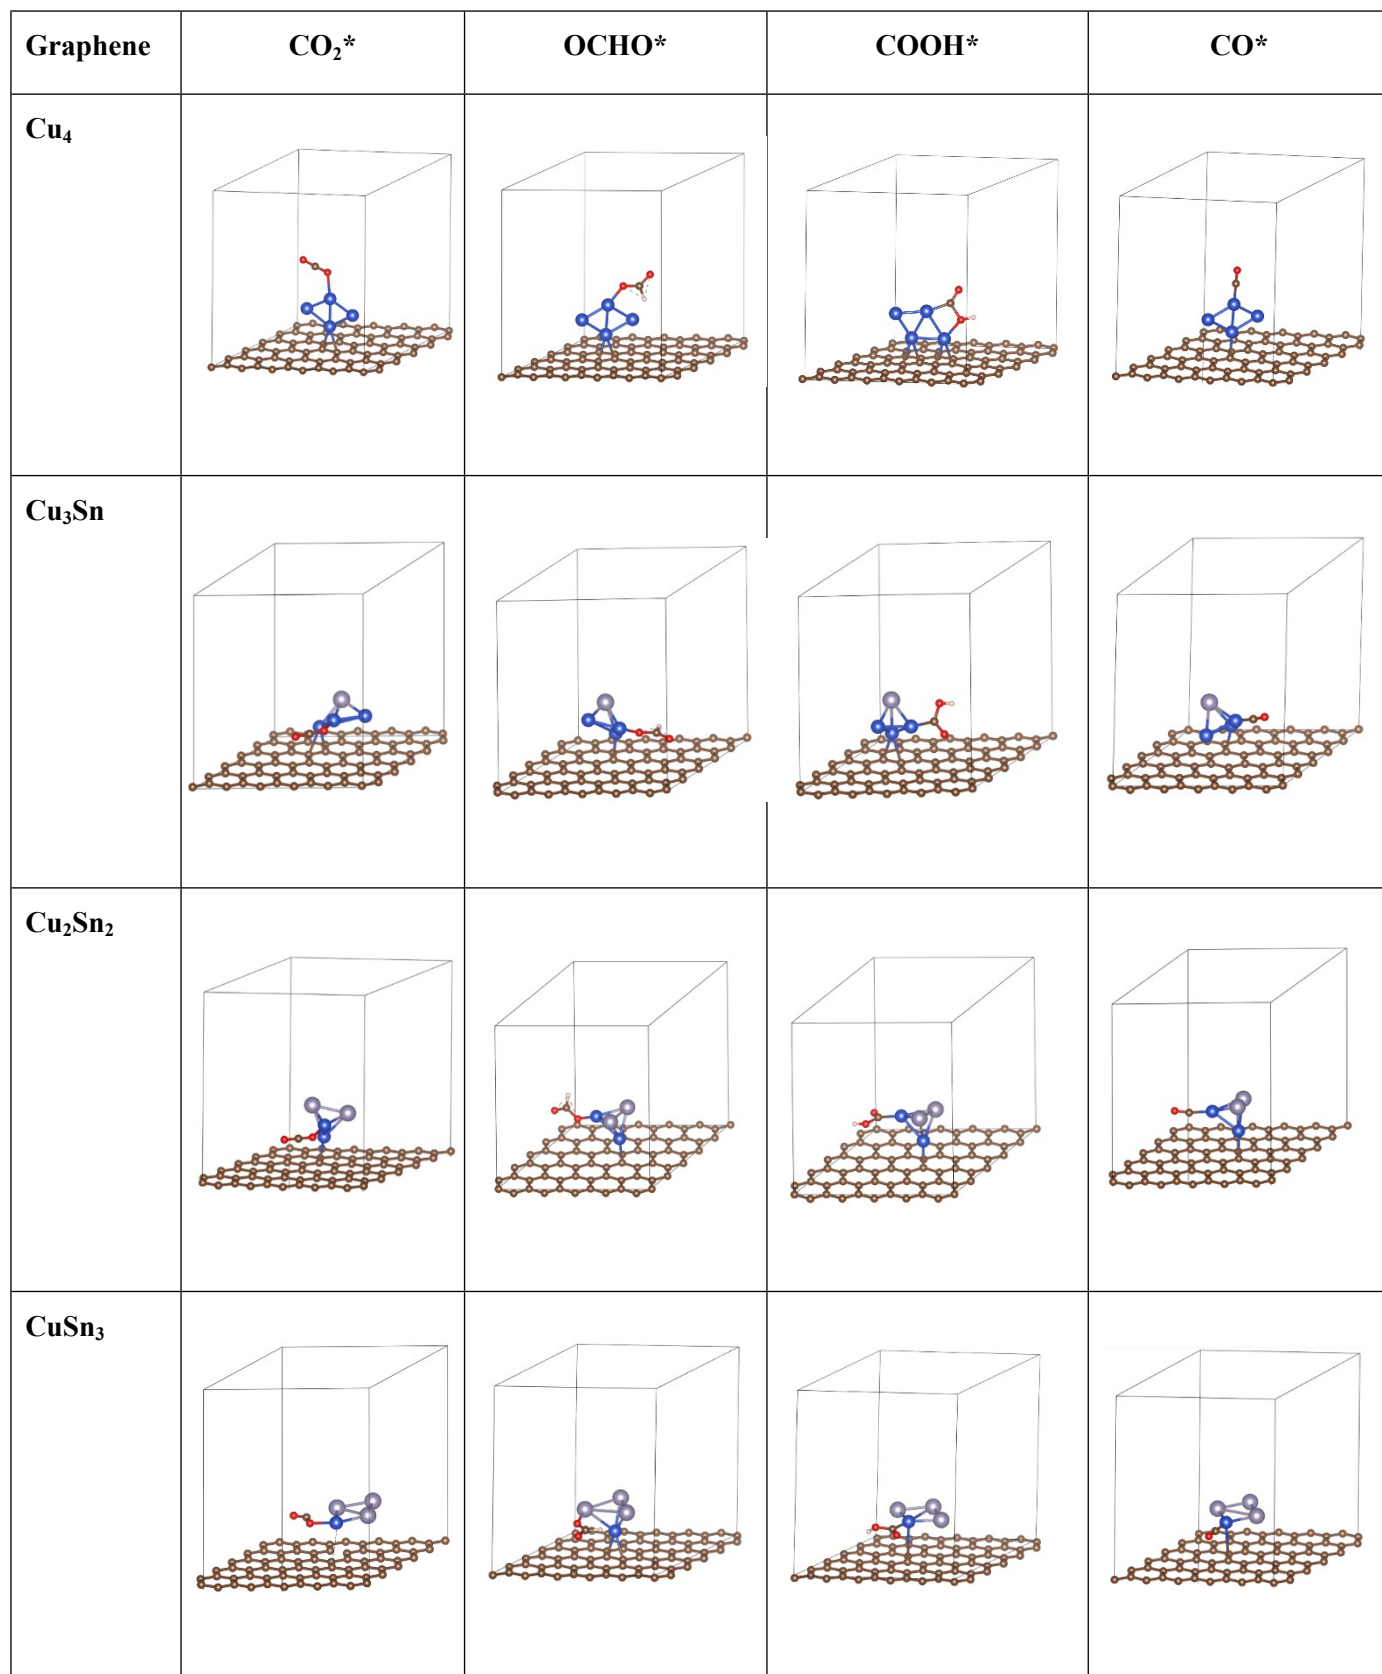 Graphene CO₂* OCHO* COOH* CO*
Cu₄
Cu₃Sn
Cu₂Sn₂
CuSn₃